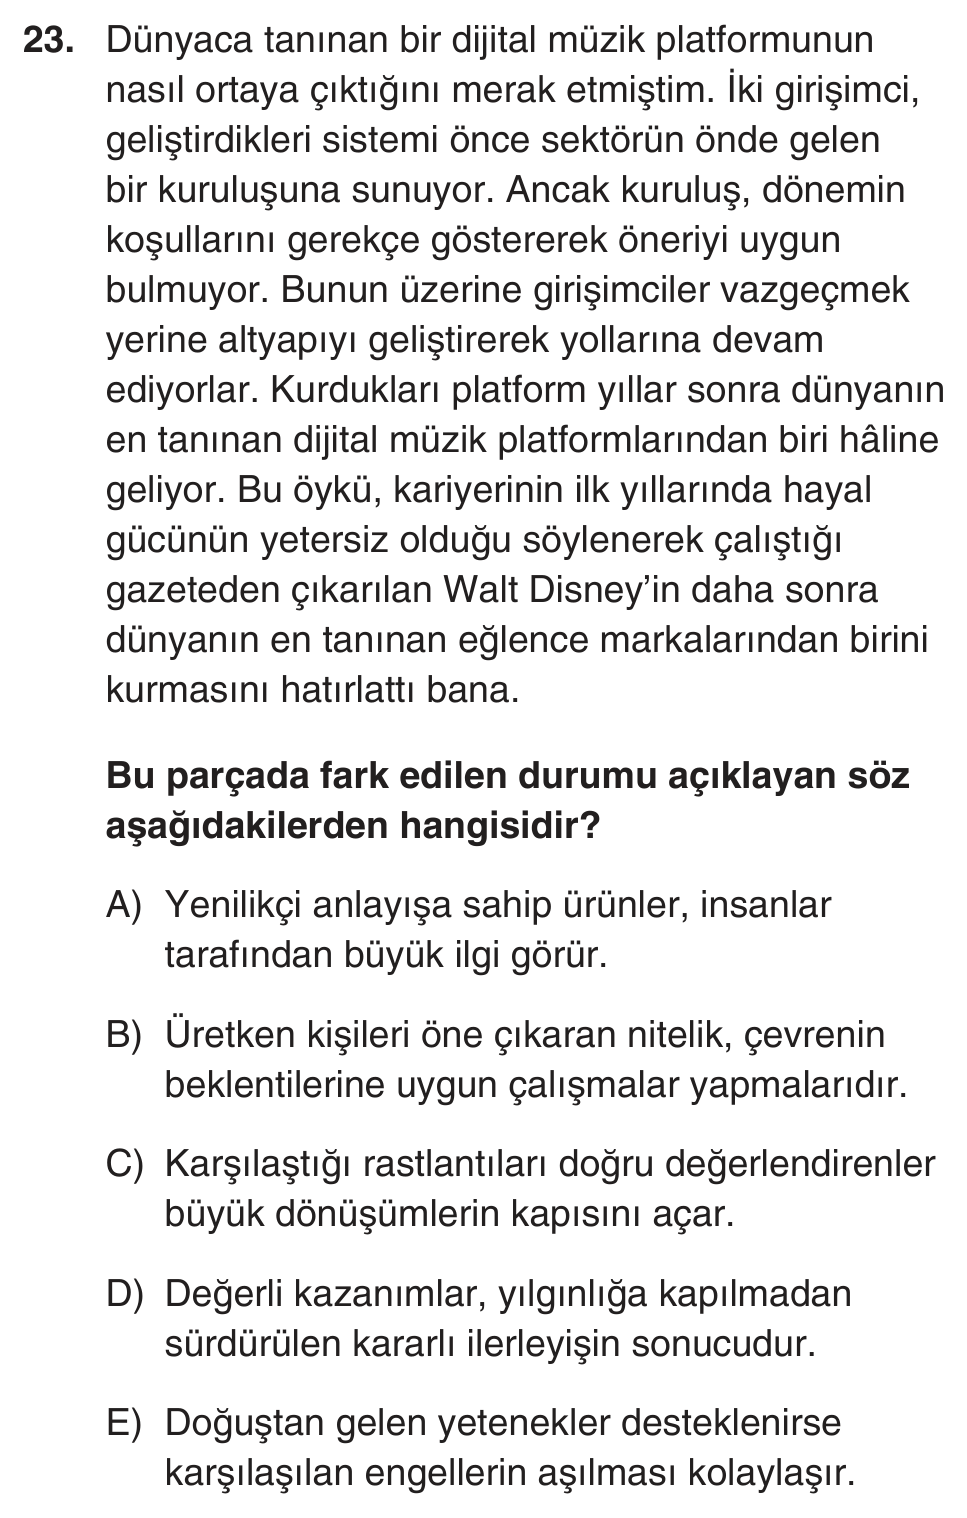 23. Dünyaca tanınan bir dijital müzik platformunun
nasıl ortaya çıktığını merak etmiştim. İki girişimci,
geliştirdikleri sistemi önce sektörün önde gelen
bir kuruluşuna sunuyor. Ancak kuruluş, dönemin
koşullarını gerekçe göstererek öneriyi uygun
bulmuyor. Bunun üzerine girişimciler vazgeçmek
yerine altyapıyı geliştirerek yollarına devam
ediyorlar. Kurdukları platform yıllar sonra dünyanın
en tanınan dijital müzik platformlarından biri hâline
geliyor. Bu öykü, kariyerinin ilk yıllarında hayal
gücünün yetersiz olduğu söylenerek çalıştığı
gazeteden çıkarılan Walt Disney’in daha sonra
dünyanın en tanınan eğlence markalarından birini
kurmasını hatırlattı bana.
Bu parçada fark edilen durumu açıklayan söz
aşağıdakilerden hangisidir?
A) Yenilikçi anlayışa sahip ürünler, insanlar
tarafından büyük ilgi görür.
B) Üretken kişileri öne çıkaran nitelik, çevrenin
beklentilerine uygun çalışmalar yapmalarıdır.
C) Karşılaştığı rastlantıları doğru değerlendirenler
büyük dönüşümlerin kapısını açar.
D) Değerli kazanımlar, yılgınlığa kapılmadan
sürdürülen kararlı ilerleyişin sonucudur.
E) Doğuştan gelen yetenekler desteklenirse
karşılaşılan engellerin aşılması kolaylaşır.